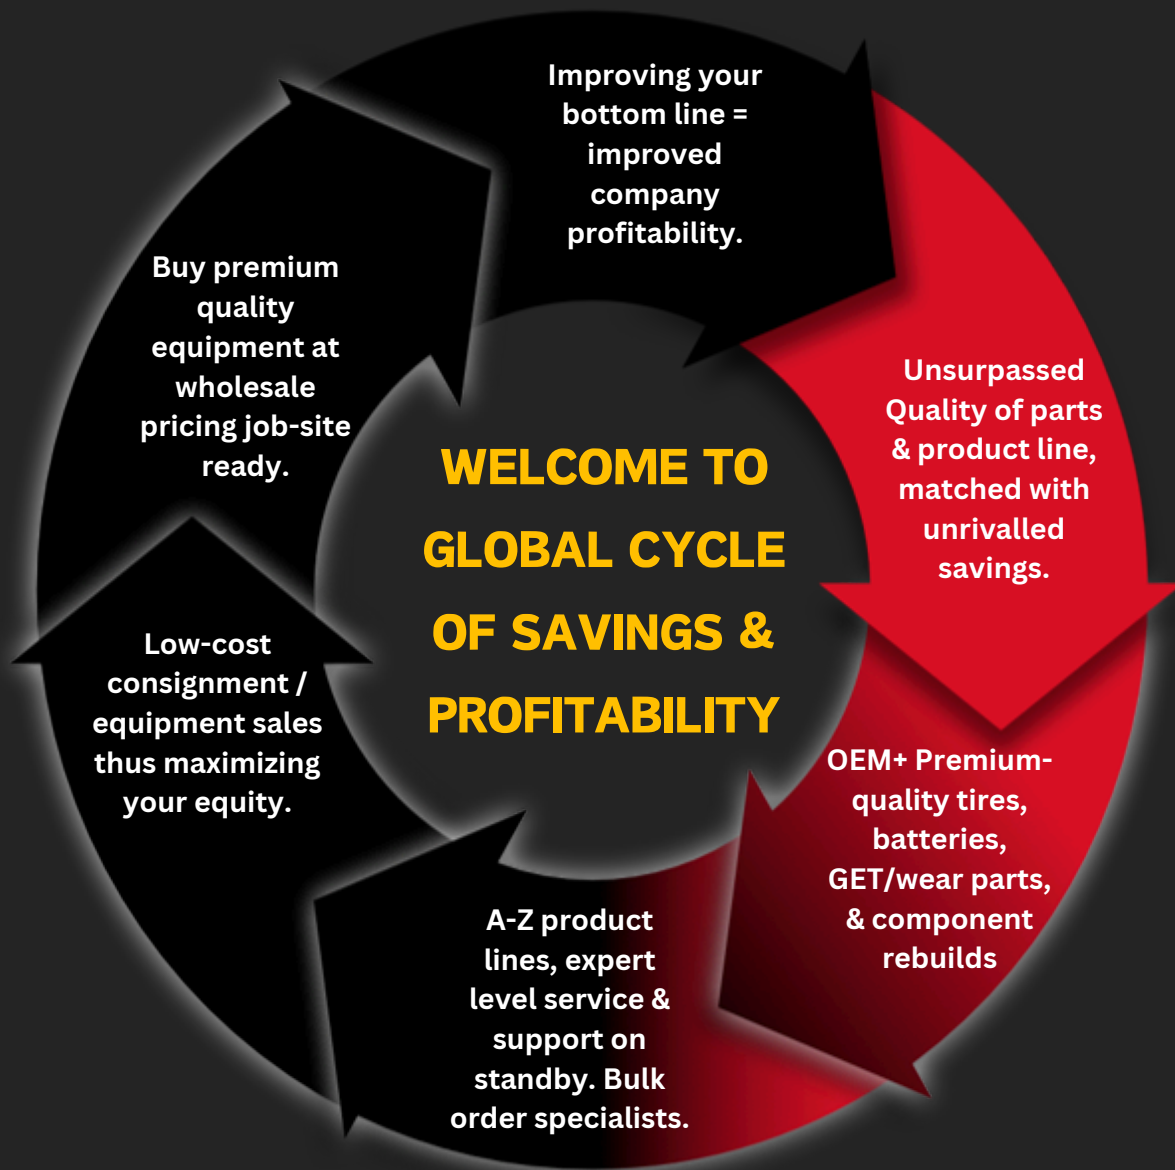 Improving your
bottom line =
improved
company
profitability.
Unsurpassed
Quality of parts
& product line,
matched with
unrivalled
savings.
OEM+ Premium-
quality tires,
batteries,
GET/wear parts,
& component
rebuilds
A-Z product
lines, expert
level service &
support on
standby. Bulk
order specialists.
Low-cost
consignment /
equipment sales
thus maximizing
your equity.
Buy premium
quality
equipment at
wholesale
pricing job-site
ready.
WELCOME TO
GLOBAL CYCLE
OF SAVINGS &
PROFITABILITY